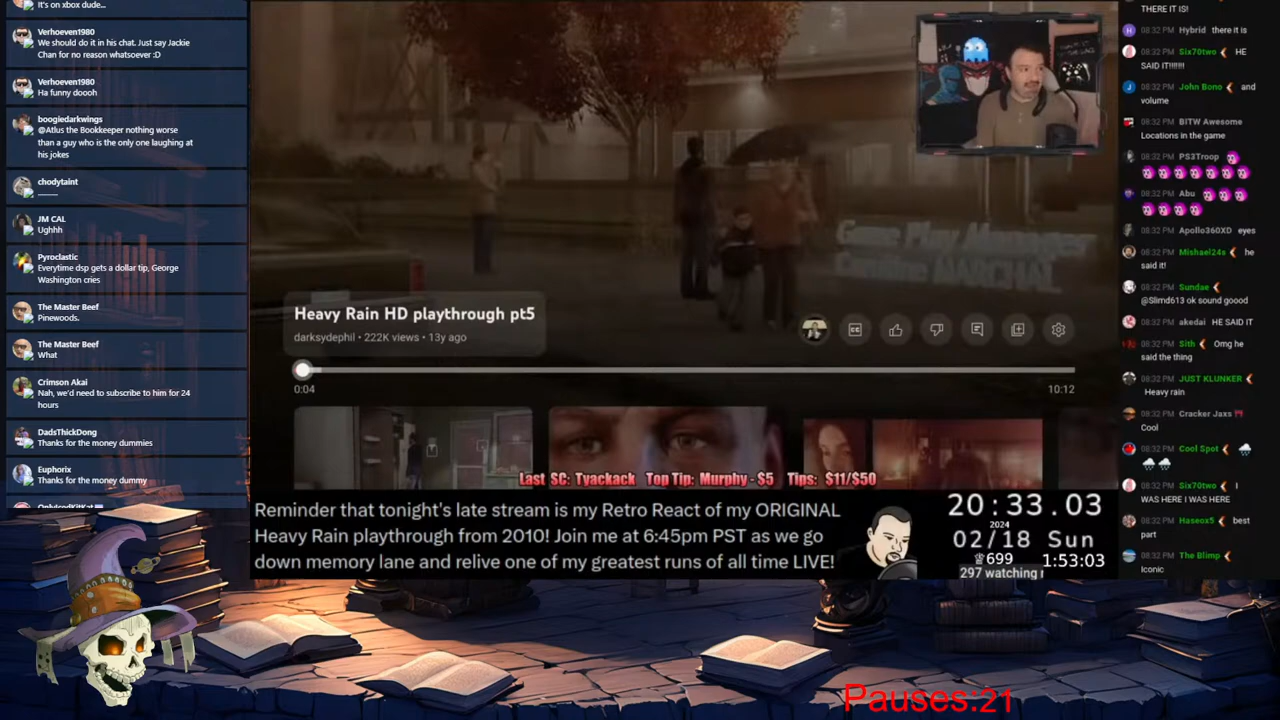 It's on xbox dude...
Verhoeven1980
We should do it in his chat. Just say Jackie
Chan for no reason whatsoever :D
Verhoeven1980
Ha funny doooh
boogiedarkwings
@Atlus the Bookkeeper nothing worse
than a guy who is the only one laughing at
his jokes
chodytaint
JM CAL
Ughhh
Pyroclastic
Everytime dsp gets a dollar tip, George
Washington cries
The Master Beef
Pinewoods.
The Master Beef
What
Crimson Akai
Nah, we'd need to subscribe to him for 24
hours
DadsThickDong
Thanks for the money dummies
Euphorix
Thanks for the money dummy
Game Play Manager
Heavy Rain HD playthrough pt5
darksydephil • 222K views • 13y ago
CC
0:04
10:12
Last SC: Tyackack Top Tip: Murphy - $5 Tips: $11/$50
Reminder that tonight's late stream is my Retro React of my ORIGINAL
Heavy Rain playthrough from 2010! Join me at 6:45pm PST as we go
down memory lane and relive one of my greatest runs of all time LIVE!
20:33.03
2024
02/18 Sun
699
1:53:03
297 watching
THERE IT IS!
H 08:32 PM Hybrid there it is
08:32 PM Six70two HE
SAID IT!!!!!!!
J 08:32 PM John Bono and
volume
08:32 PM BITW Awesome
Locations in the game
08:32 PM PS3Troop
08:32 PM Abu
08:32 PM Apollo360XD eyes
08:32 PM Mishael24s he
said it!
08:32 PM Sundae
@Slimd613 ok sound goood
08:32 PM akedai HE SAID IT
08:32 PM Sith Omg he
said the thing
08:32 PM JUST KLUNKER
Heavy rain
08:32 PM Cracker Jaxs
Cool
08:32 PM Cool Spot
08:32 PM Six70two I
WAS HERE I WAS HERE
08:32 PM Haseox5 best
part
08:32 PM The Blimp
Iconic
Pauses:21